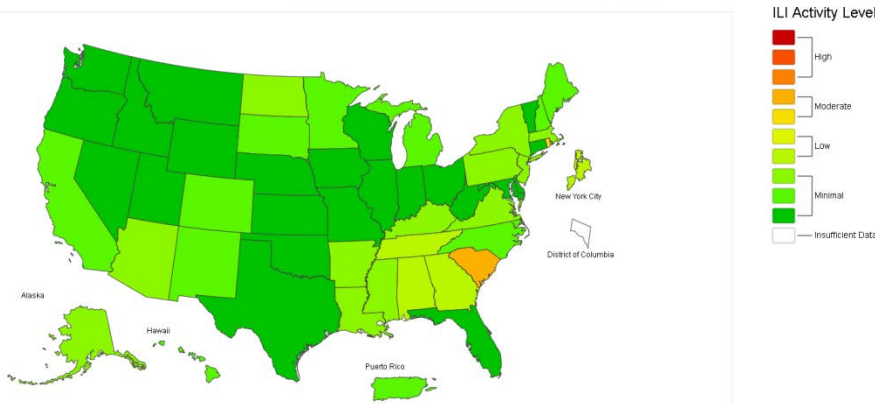 ILI Activity Level
High
Moderate
Low
Minimal
Insufficient Data
New York City
District of Columbia
Alaska
Hawaii
Puerto Rico